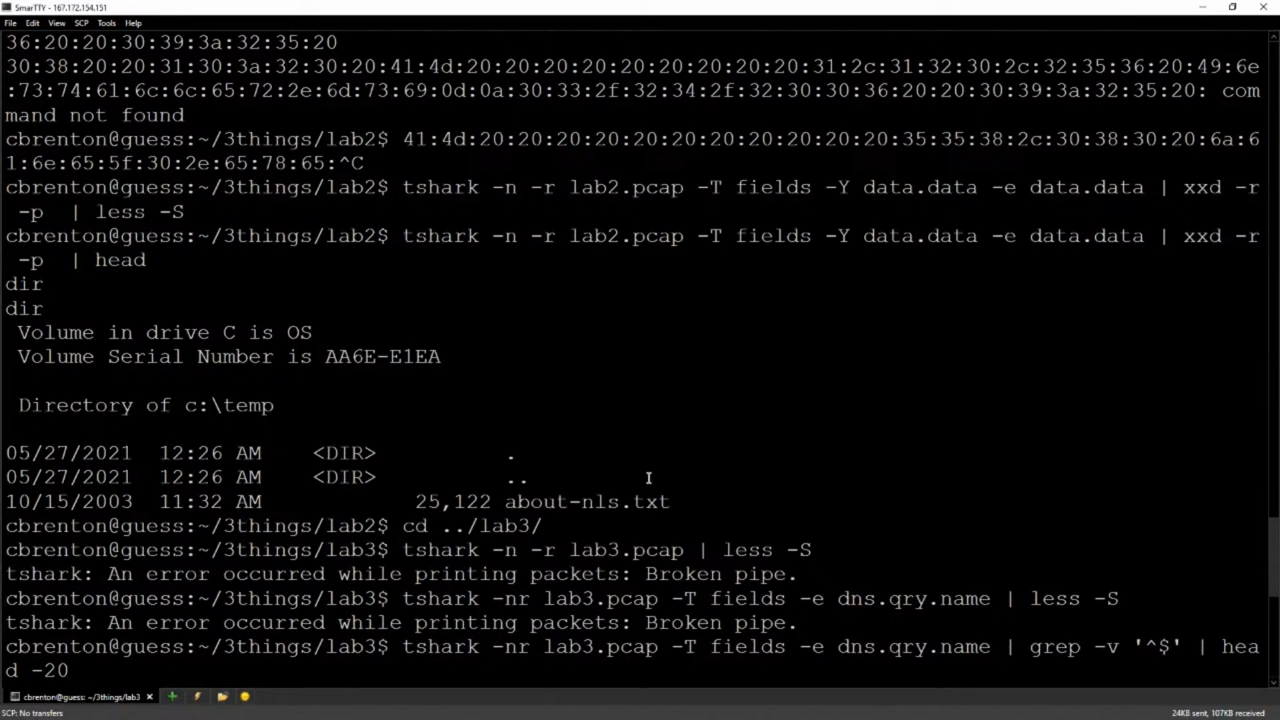 SmarTTY - 167.172.154.151
File Edit View SCP Tools Help
36:20:20:30:39:3a:32:35:20
30:38:20:20:31:30:3a:32:30:20:41:4d:20:20:20:20:20:20:20:20:20:31:2c:31:32:30:2c:32:35:36:20:49:6e
:73:74:61:6c:6c:65:72:2e:6d:73:69:0d:0a:30:33:2f:32:34:2f:32:30:30:36:20:20:30:39:3a:32:35:20: com
mand not found
cbrenton@guess:~/3things/lab2$ 41:4d:20:20:20:20:20:20:20:20:20:20:20:35:35:38:2c:30:38:30:20:6a:6
1:6e:65:5f:30:2e:65:78:65:^C
cbrenton@guess:~/3things/lab2$ tshark -n -r lab2.pcap -T fields -Y data.data -e data.data | xxd -r
-p  | less -S
cbrenton@guess:~/3things/lab2$ tshark -n -r lab2.pcap -T fields -Y data.data -e data.data | xxd -r
-p  | head
dir
dir
Volume in drive C is OS
Volume Serial Number is AA6E-E1EA
Directory of c:\temp
05/27/2021  12:26 AM    <DIR>          .
05/27/2021  12:26 AM    <DIR>          ..
10/15/2003  11:32 AM            25,122 about-nls.txt
cbrenton@guess:~/3things/lab2$ cd ../lab3/
cbrenton@guess:~/3things/lab3$ tshark -n -r lab3.pcap | less -S
tshark: An error occurred while printing packets: Broken pipe.
cbrenton@guess:~/3things/lab3$ tshark -nr lab3.pcap -T fields -e dns.qry.name | less -S
tshark: An error occurred while printing packets: Broken pipe.
cbrenton@guess:~/3things/lab3$ tshark -nr lab3.pcap -T fields -e dns.qry.name | grep -v '^$' | hea
d -20
cbrenton@guess: ~/3things/lab3
SCP: No transfers 24KB sent, 107KB received